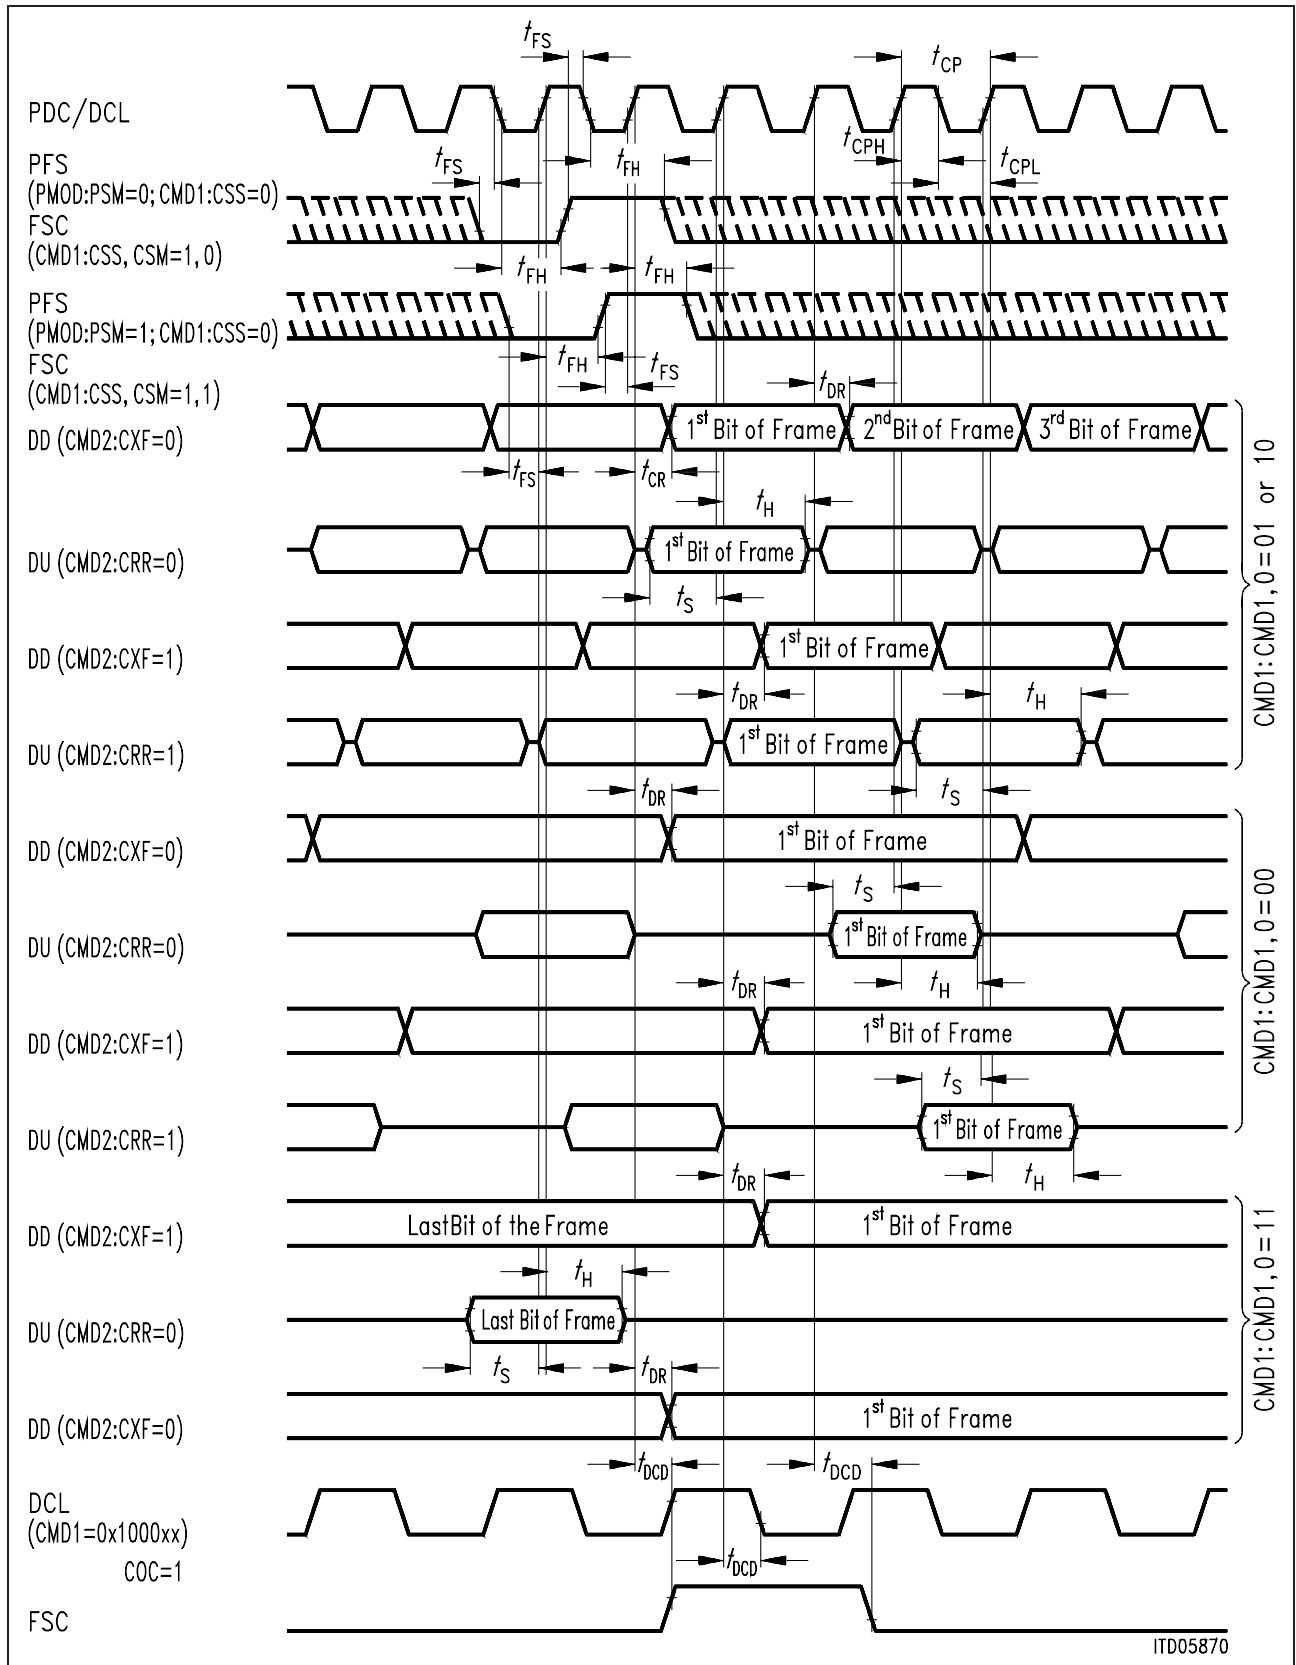 tFS
tCP
PDC/DCL
tCPH
tFS
tFH
tCPL
PFS
(PMOD:PSM=0; CMD1:CSS=0)
FSC
(CMD1:CSS, CSM=1,0)
tFH
tFH
PFS
(PMOD:PSM=1; CMD1:CSS=0)
FSC
(CMD1:CSS, CSM=1,1)
tFH
tFS
tDR
DD (CMD2:CXF=0)
1st Bit of Frame
2nd Bit of Frame
3rd Bit of Frame
tFS
tCR
tH
DU (CMD2:CRR=0)
1st Bit of Frame
tS
DD (CMD2:CXF=1)
1st Bit of Frame
tDR
tH
DU (CMD2:CRR=1)
1st Bit of Frame
tDR
tS
CMD1:CMD1,0=01 or 10
DD (CMD2:CXF=0)
1st Bit of Frame
tS
DU (CMD2:CRR=0)
1st Bit of Frame
tDR
tH
DD (CMD2:CXF=1)
1st Bit of Frame
tS
DU (CMD2:CRR=1)
1st Bit of Frame
tDR
tH
CMD1:CMD1,0=00
DD (CMD2:CXF=1)
LastBit of the Frame
1st Bit of Frame
tH
DU (CMD2:CRR=0)
Last Bit of Frame
tS
tDR
DD (CMD2:CXF=0)
1st Bit of Frame
CMD1:CMD1,0=11
tDCD
tDCD
DCL
(CMD1=0x1000xx)
COC=1
tDCD
FSC
ITD05870